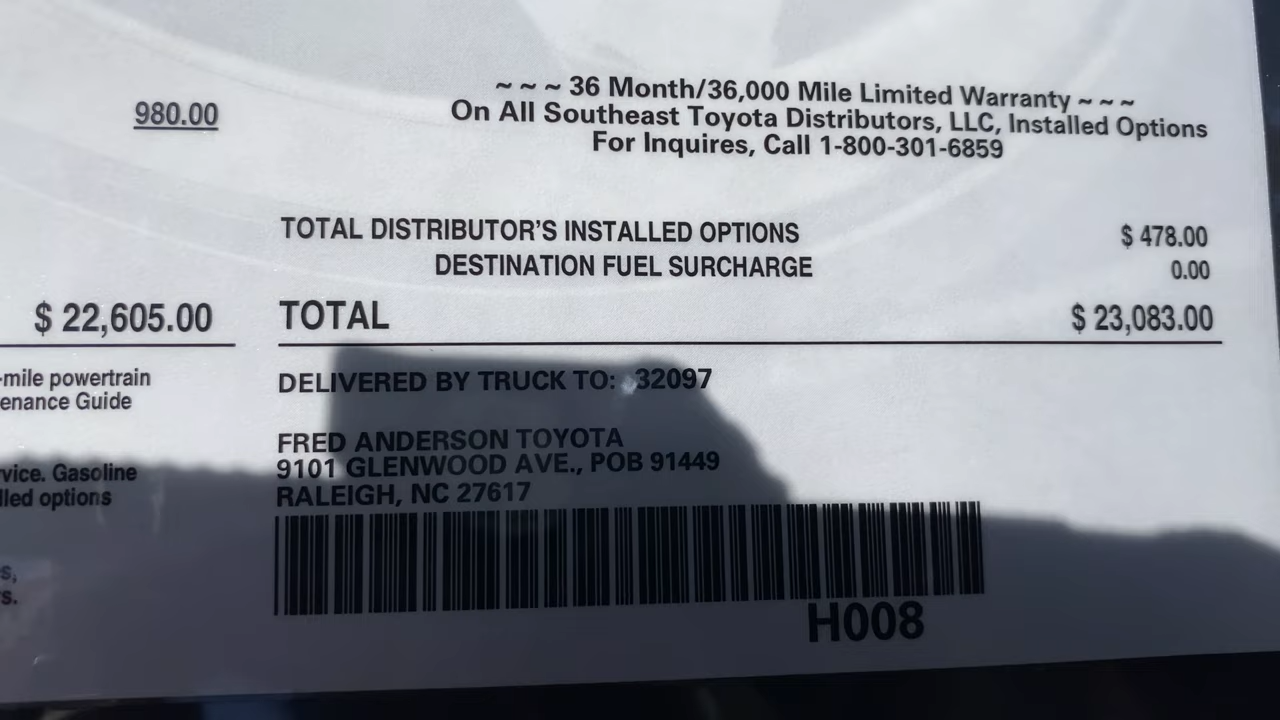 980.00
~ ~ ~ 36 Month/36,000 Mile Limited Warranty ~ ~ ~
On All Southeast Toyota Distributors, LLC, Installed Options
For Inquires, Call 1-800-301-6859
TOTAL DISTRIBUTOR'S INSTALLED OPTIONS $ 478.00
DESTINATION FUEL SURCHARGE 0.00
$ 22,605.00
TOTAL $ 23,083.00
-mile powertrain
enance Guide
rvice. Gasoline
lled options
s,
s.
DELIVERED BY TRUCK TO: 32097
FRED ANDERSON TOYOTA
9101 GLENWOOD AVE., POB 91449
RALEIGH, NC 27617
H008